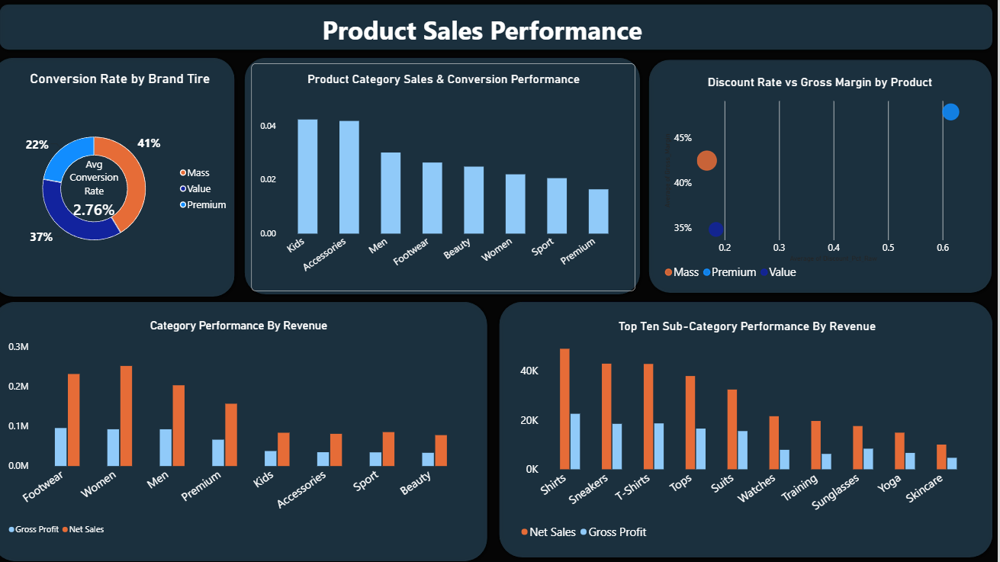 Product Sales Performance
Conversion Rate by Brand Tire
22%
41%
37%
Avg
Conversion
Rate
2.76%
Mass
Value
Premium
Product Category Sales & Conversion Performance
0.04
0.02
0.00
Kids
Accessories
Men
Footwear
Beauty
Women
Sport
Premium
Discount Rate vs Gross Margin by Product
45%
40%
35%
0.2
0.3
0.4
0.5
0.6
Mass
Premium
Value
Category Performance By Revenue
0.3M
0.2M
0.1M
0.0M
Footwear
Women
Men
Premium
Kids
Accessories
Sport
Beauty
Gross Profit
Net Sales
Top Ten Sub-Category Performance By Revenue
40K
20K
0K
Shirts
Sneakers
T-Shirts
Tops
Suits
Watches
Training
Sunglasses
Yoga
Skincare
Net Sales
Gross Profit